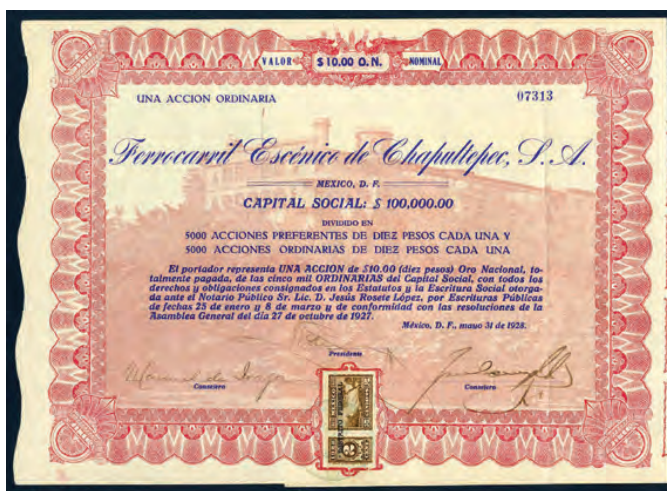 VALOR $10.00 O. N. NOMINAL
UNA ACCION ORDINARIA 07313
Ferrocarril Escénico de Chapultepec, S. A.
MEXICO, D. F.
CAPITAL SOCIAL: $ 100,000.00
DIVIDIDO EN
5000 ACCIONES PREFERENTES DE DIEZ PESOS CADA UNA Y
5000 ACCIONES ORDINARIAS DE DIEZ PESOS CADA UNA
El portador representa UNA ACCION de $10.00 (diez pesos) Oro Nacional, to-
talmente pagada, de las cinco mil ORDINARIAS del Capital Social, con todos los
derechos y obligaciones consignados en los Estatutos y la Escritura Social otorga-
da ante el Notario Público Sr. Lic. D. Jesús Rosete López, por Escrituras Públicas
de fechas 25 de enero y 8 de marzo y de conformidad con las resoluciones de la
Asamblea General del día 27 de octubre de 1927.
México, D. F., mayo 31 de 1928.
Presidente
Manuel de
Consejero Consejero
MEXICO
2